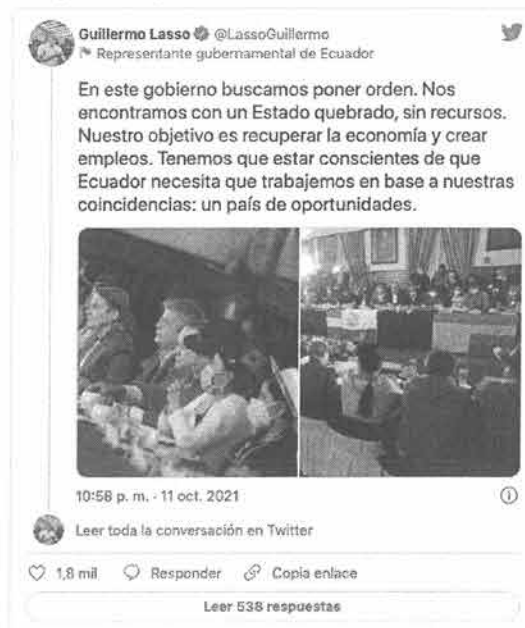 Guillermo Lasso @LassoGuillermo
Representante gubernamental de Ecuador
En este gobierno buscamos poner orden. Nos
encontramos con un Estado quebrado, sin recursos.
Nuestro objetivo es recuperar la economía y crear
empleos. Tenemos que estar conscientes de que
Ecuador necesita que trabajemos en base a nuestras
coincidencias: un país de oportunidades.
10:58 p. m. · 11 oct. 2021
Leer toda la conversación en Twitter
1,8 mil Responder Copia enlace
Leer 538 respuestas